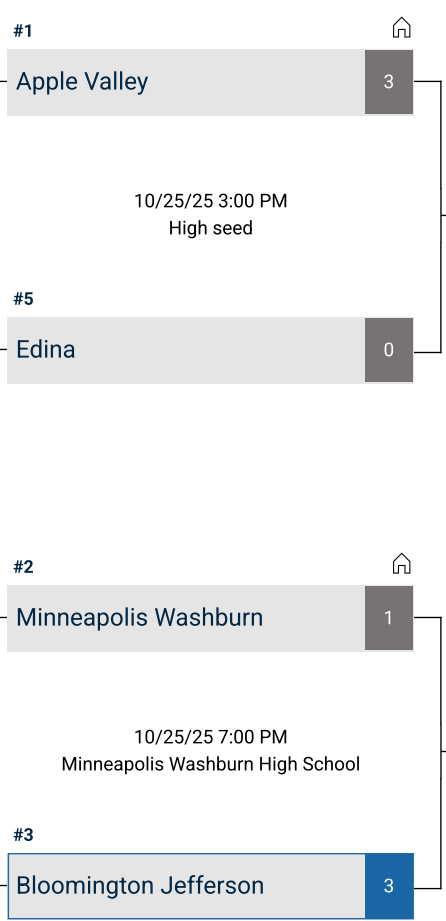 #1
Apple Valley 3
10/25/25 3:00 PM
High seed
#5
Edina 0
#2
Minneapolis Washburn 1
10/25/25 7:00 PM
Minneapolis Washburn High School
#3
Bloomington Jefferson 3